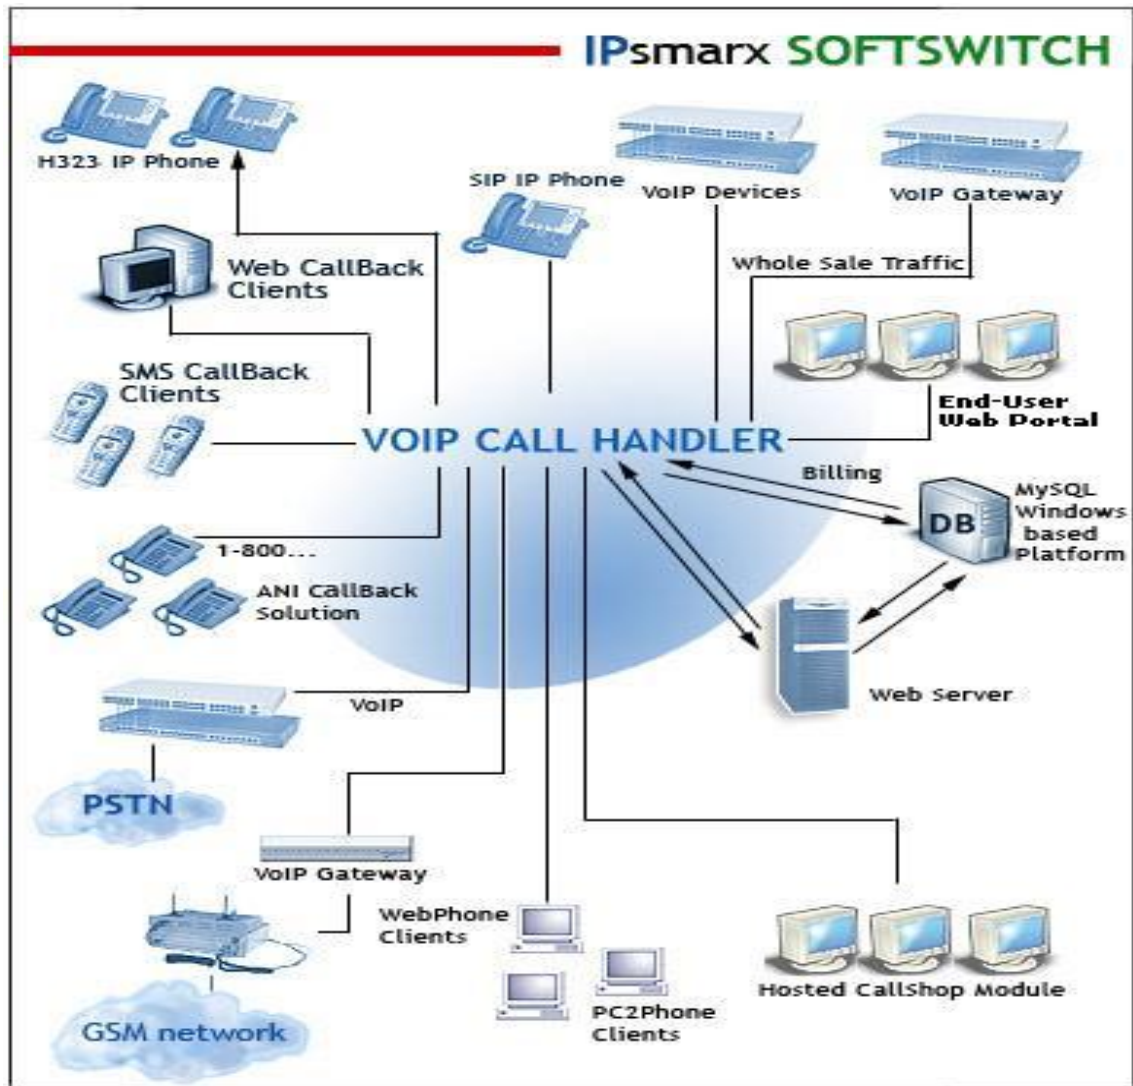 IPsmarx SOFTSWITCH
H323 IP Phone
SIP IP Phone
VoIP Devices
VoIP Gateway
Whole Sale Traffic
Web CallBack
Clients
SMS CallBack
Clients
End-User
Web Portal
VOIP CALL HANDLER
Billing
DB
MySQL
Windows
based
Platform
1-800...
ANI CallBack
Solution
Web Server
VoIP
PSTN
VoIP Gateway
WebPhone
Clients
PC2Phone
Clients
Hosted CallShop Module
GSM network